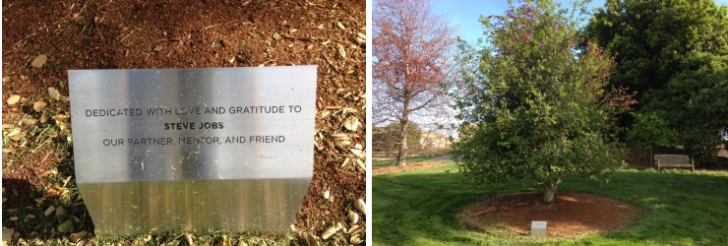 DEDICATED WITH LOVE AND GRATITUDE TO
STEVE JOBS
OUR PARTNER, MENTOR, AND FRIEND